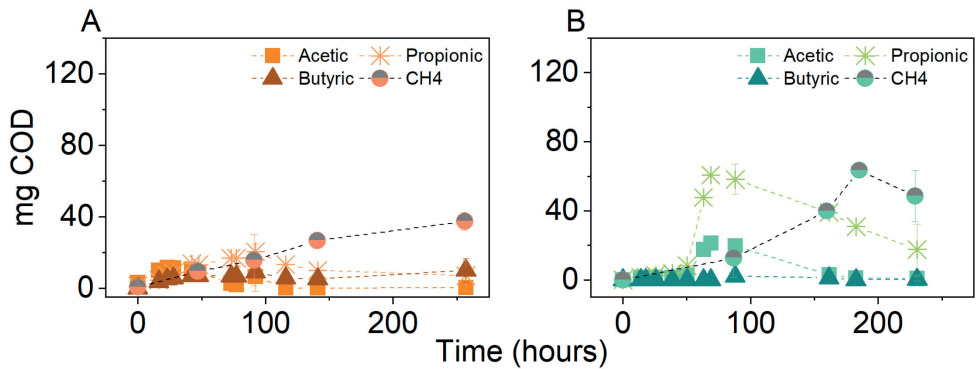 A
B
Acetic Propionic
Butyric CH4
Acetic Propionic
Butyric CH4
mg COD
120
80
40
0
120
80
40
0
0 100 200
0 100 200
Time (hours)